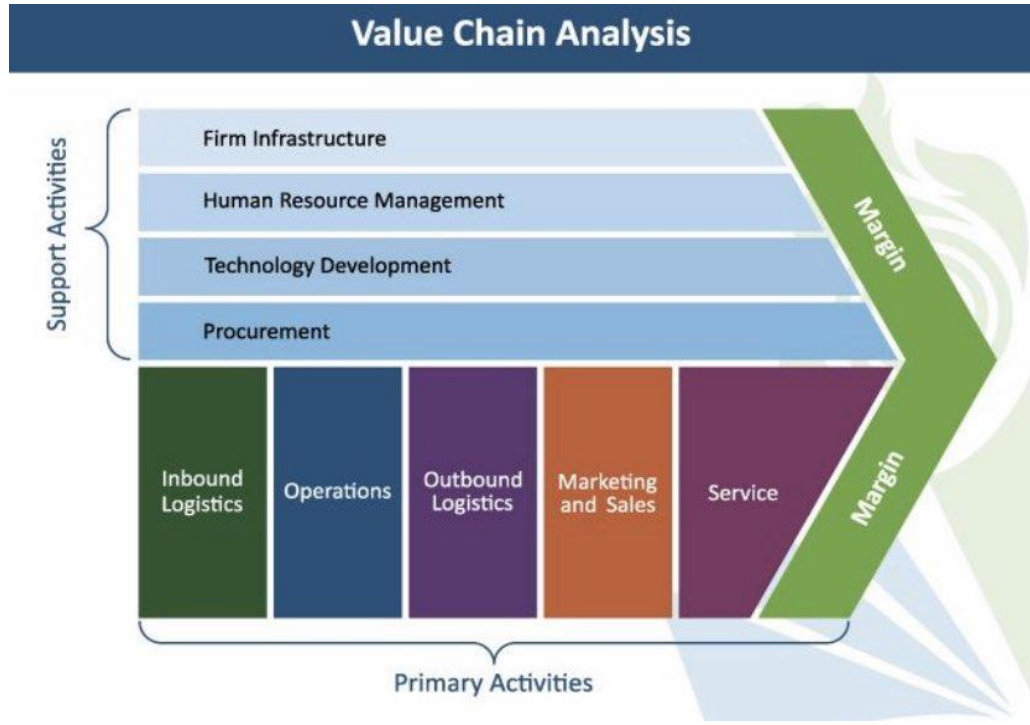 Value Chain Analysis
Support Activities
Firm Infrastructure
Human Resource Management
Technology Development
Procurement
Margin
Inbound
Logistics
Operations
Outbound
Logistics
Marketing
and Sales
Service
Margin
Primary Activities